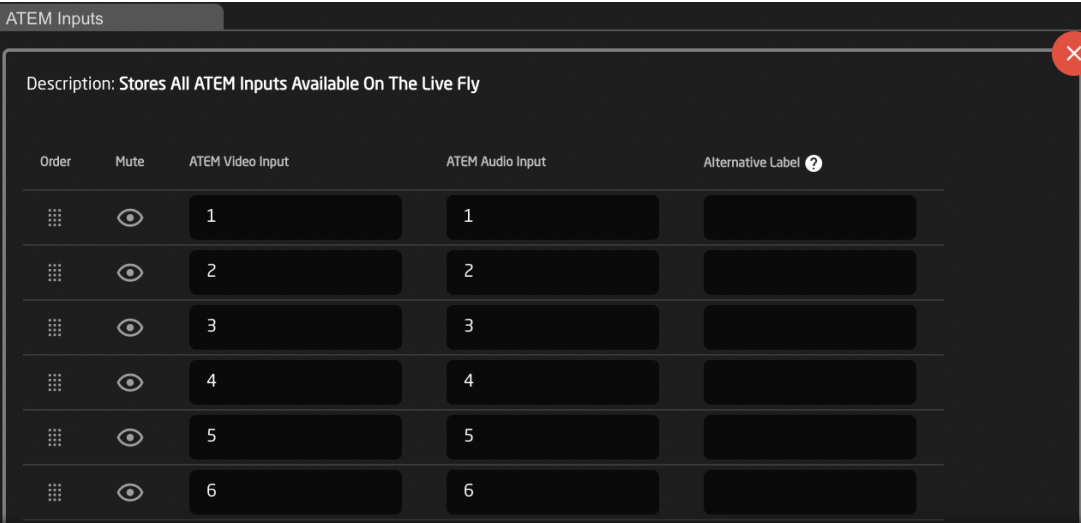 ATEM Inputs
Description: Stores All ATEM Inputs Available On The Live Fly
Order Mute ATEM Video Input ATEM Audio Input Alternative Label ?
1 1
2 2
3 3
4 4
5 5
6 6